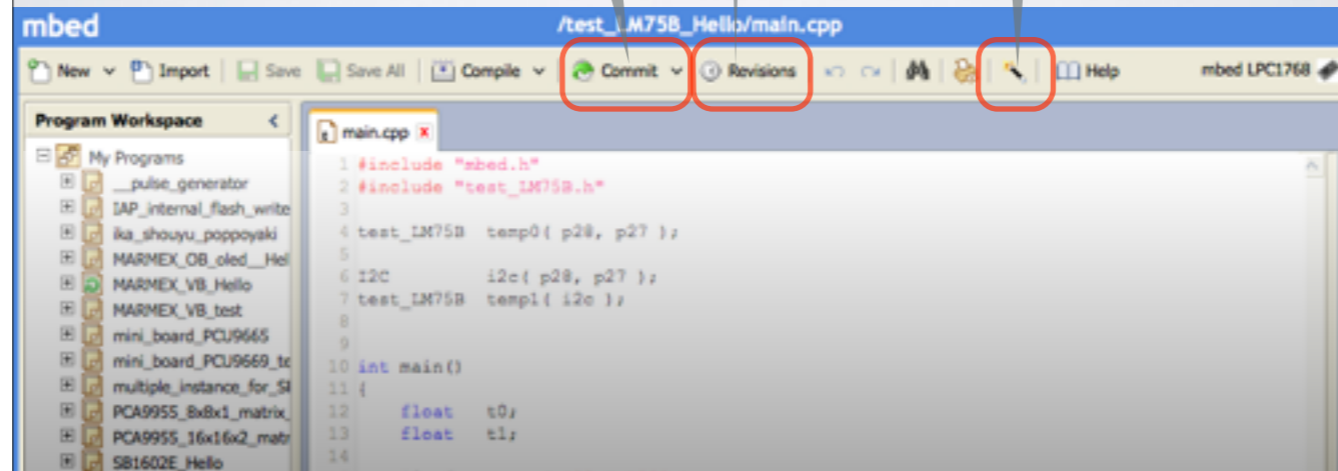 mbed
/test_LM75B_Hello/main.cpp
New Import Save Save All Compile Commit Revisions Help mbed LPC1768
Program Workspace <
main.cpp x
My Programs
__pulse_generator
IAP_internal_flash_write
ika_shouyu_poppoyaki
MARMEX_OB_oled__Hel
MARMEX_VB_Hello
MARMEX_VB_test
mini_board_PCU9665
mini_board_PCU9669_te
multiple_instance_for_SB
PCA9955_8x8x1_matrix_
PCA9955_16x16x2_matr
SB1602E_Hello
1 #include "mbed.h"
2 #include "test_LM75B.h"
3
4 test_LM75B temp0( p28, p27 );
5
6 I2C i2c( p28, p27 );
7 test_LM75B temp1( i2c );
8
9
10 int main()
11 {
12 float t0;
13 float t1;
14